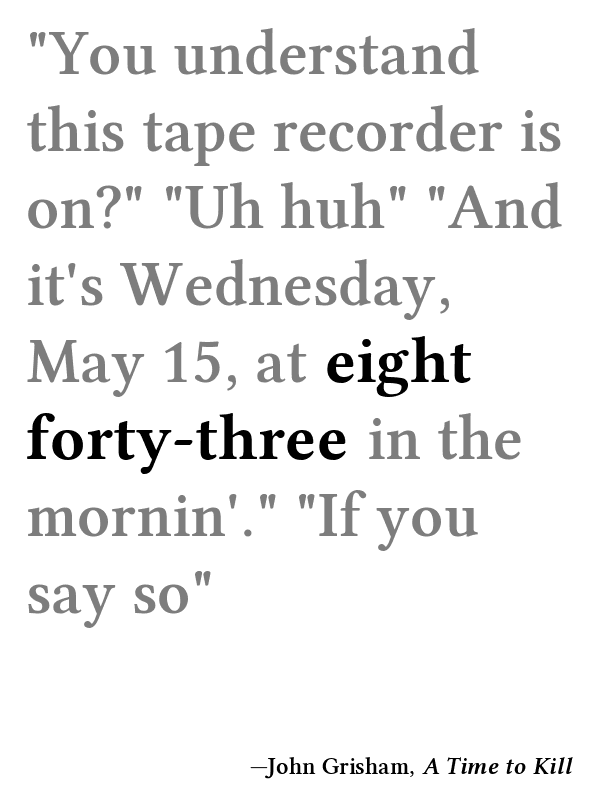 "You understand
this tape recorder is
on?" "Uh huh" "And
it's Wednesday,
May 15, at eight
forty-three in the
mornin'." "If you
say so"
—John Grisham, A Time to Kill